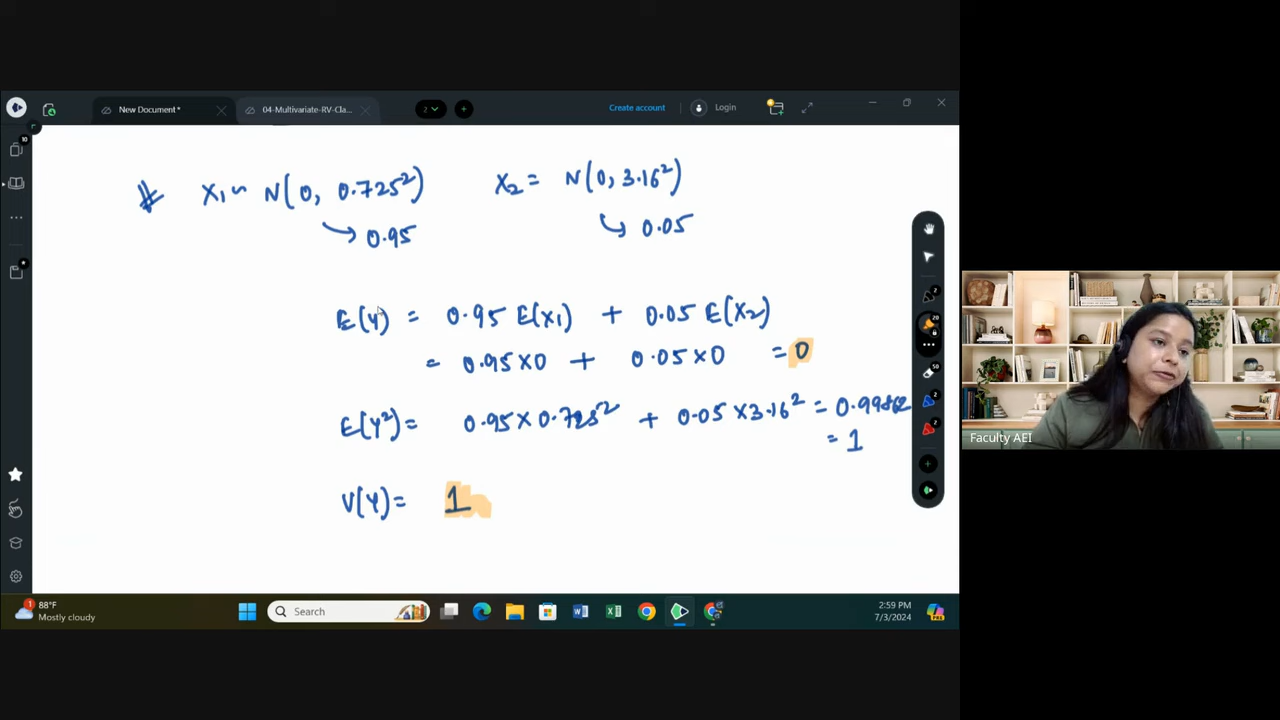 New Document*
04-Multivariate-RV-Cla...
2
Create account
Login
X₁ ~ N(0, 0.725²)
X₂ = N(0, 3.16²)
→ 0.95
→ 0.05
E(Y) = 0.95 E(X₁) + 0.05 E(X₂)
= 0.95×0 + 0.05×0 = 0
E(Y²) = 0.95×0.725² + 0.05×3.16² =
= 1
V(Y) = 1
Faculty AEI
88°F
Mostly cloudy
Search
2:59 PM
7/3/2024